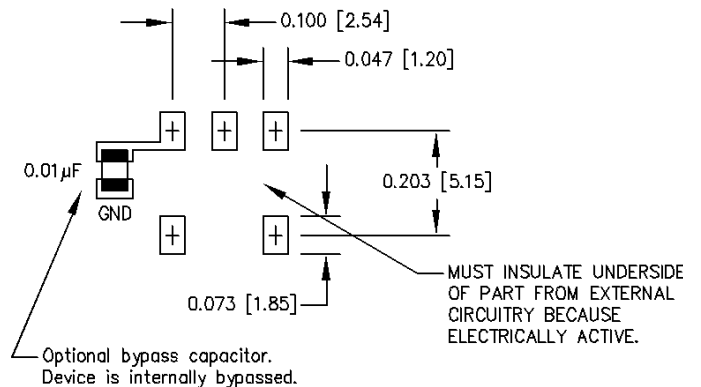 0.100 [2.54]
0.047 [1.20]
0.01µF
GND
0.203 [5.15]
0.073 [1.85]
MUST INSULATE UNDERSIDE
OF PART FROM EXTERNAL
CIRCUITRY BECAUSE
ELECTRICALLY ACTIVE.
Optional bypass capacitor.
Device is internally bypassed.